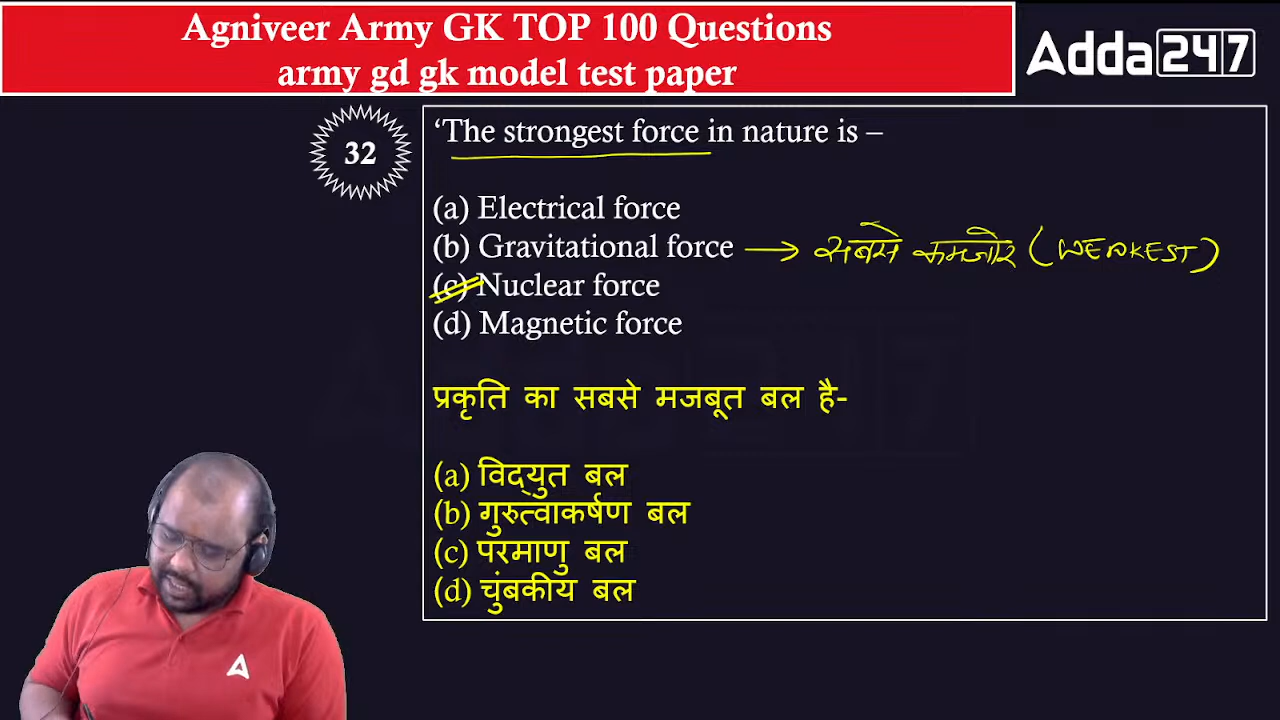 Agniveer Army GK TOP 100 Questions
army gd gk model test paper
Adda247
32
‘The strongest force in nature is –
(a) Electrical force
(b) Gravitational force → सबसे कमजोर (WEAKEST)
(c) Nuclear force
(d) Magnetic force
प्रकृति का सबसे मजबूत बल है-
(a) विद्युत बल
(b) गुरुत्वाकर्षण बल
(c) परमाणु बल
(d) चुंबकीय बल